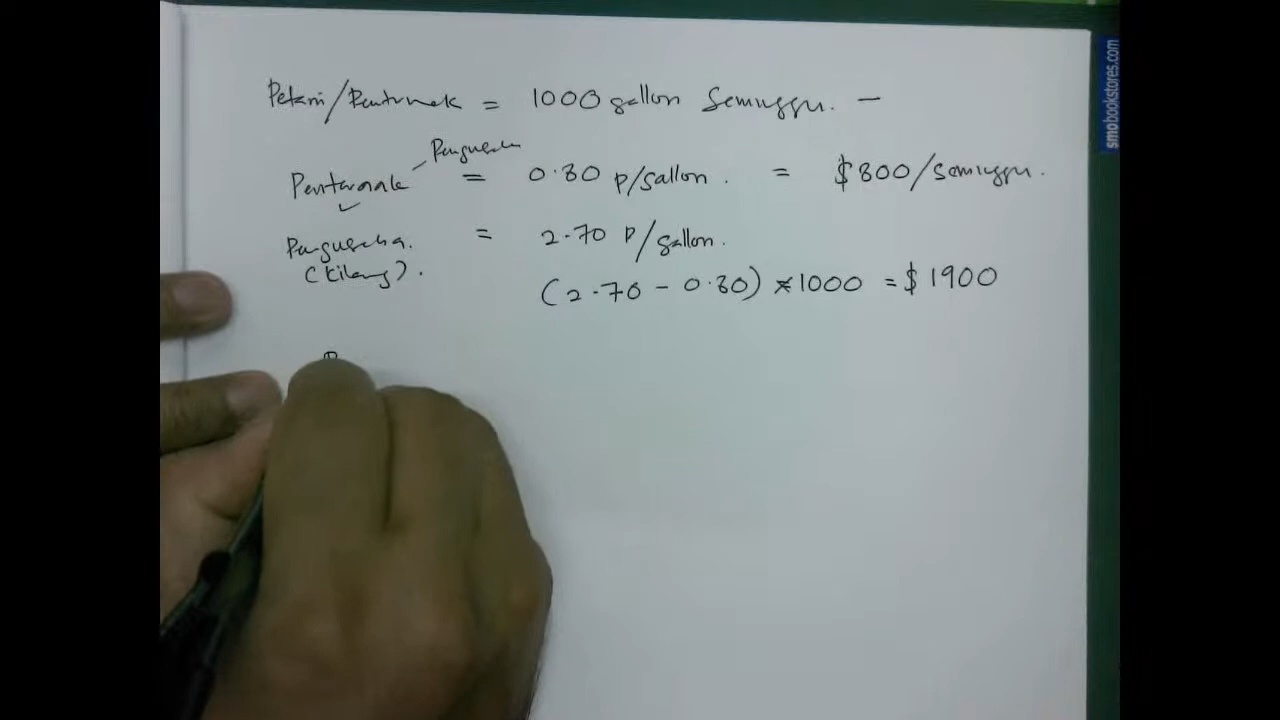 Petani/Penternak = 1000 gallon Seminggu. –
Pengusaha
Penternak = 0.80 P/gallon. = $800/Seminggu.
Pengusaha. = 2.70 P/gallon.
(Kilang).
(2.70 - 0.80) × 1000 = $1900
P
smobookstores.com